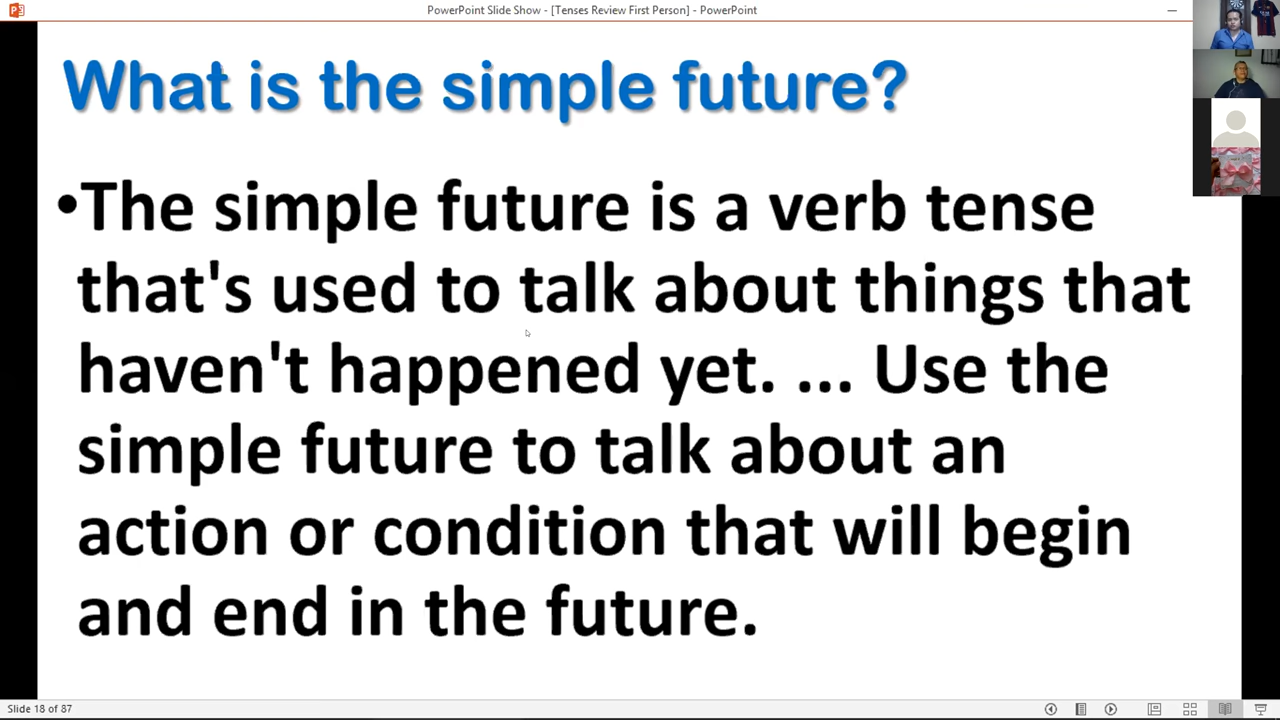 PowerPoint Slide Show - [Tenses Review First Person] - PowerPoint
What is the simple future?
•The simple future is a verb tense
that's used to talk about things that
haven't happened yet. ... Use the
simple future to talk about an
action or condition that will begin
and end in the future.
Slide 18 of 87